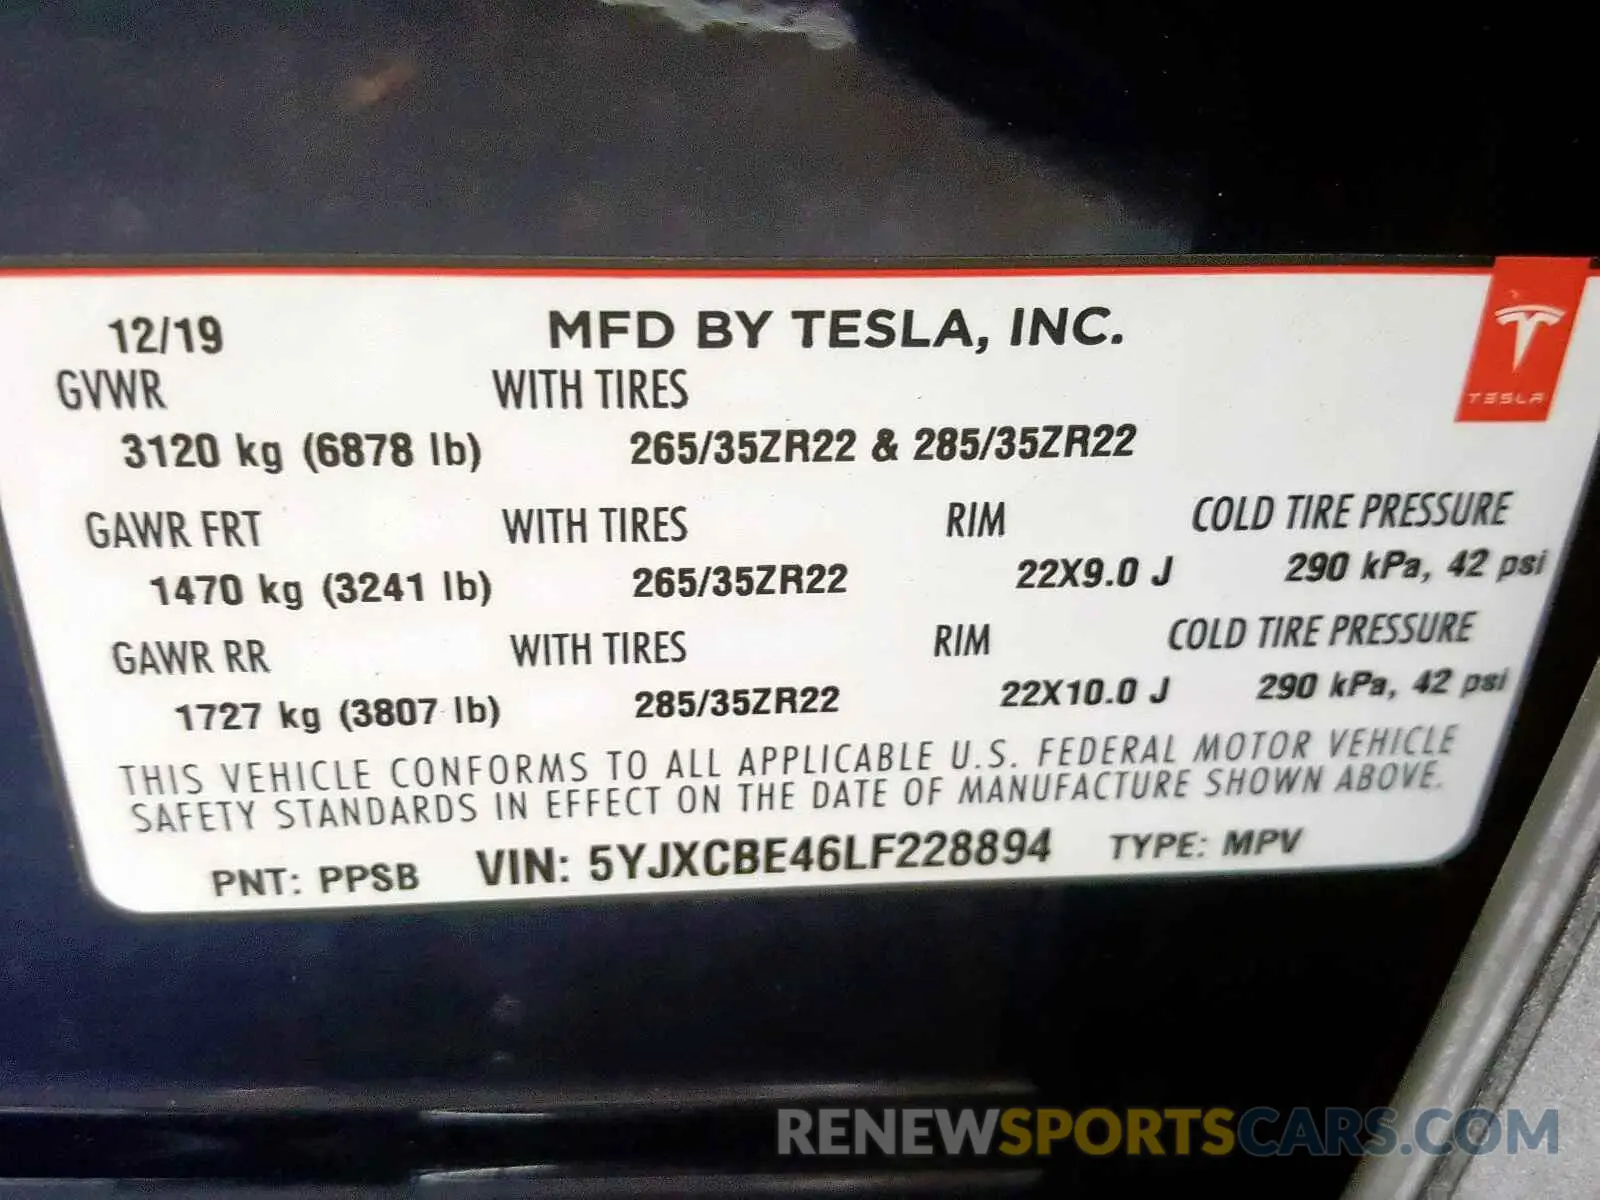 12/19 MFD BY TESLA, INC.
TESLA
GVWR WITH TIRES
3120 kg (6878 lb) 265/35ZR22 & 285/35ZR22
GAWR FRT WITH TIRES RIM COLD TIRE PRESSURE
1470 kg (3241 lb) 265/35ZR22 22X9.0 J 290 kPa, 42 psi
GAWR RR WITH TIRES RIM COLD TIRE PRESSURE
1727 kg (3807 lb) 285/35ZR22 22X10.0 J 290 kPa, 42 psi
THIS VEHICLE CONFORMS TO ALL APPLICABLE U.S. FEDERAL MOTOR VEHICLE
SAFETY STANDARDS IN EFFECT ON THE DATE OF MANUFACTURE SHOWN ABOVE.
PNT: PPSB VIN: 5YJXCBE46LF228894 TYPE: MPV
RENEWSPORTSCARS.COM